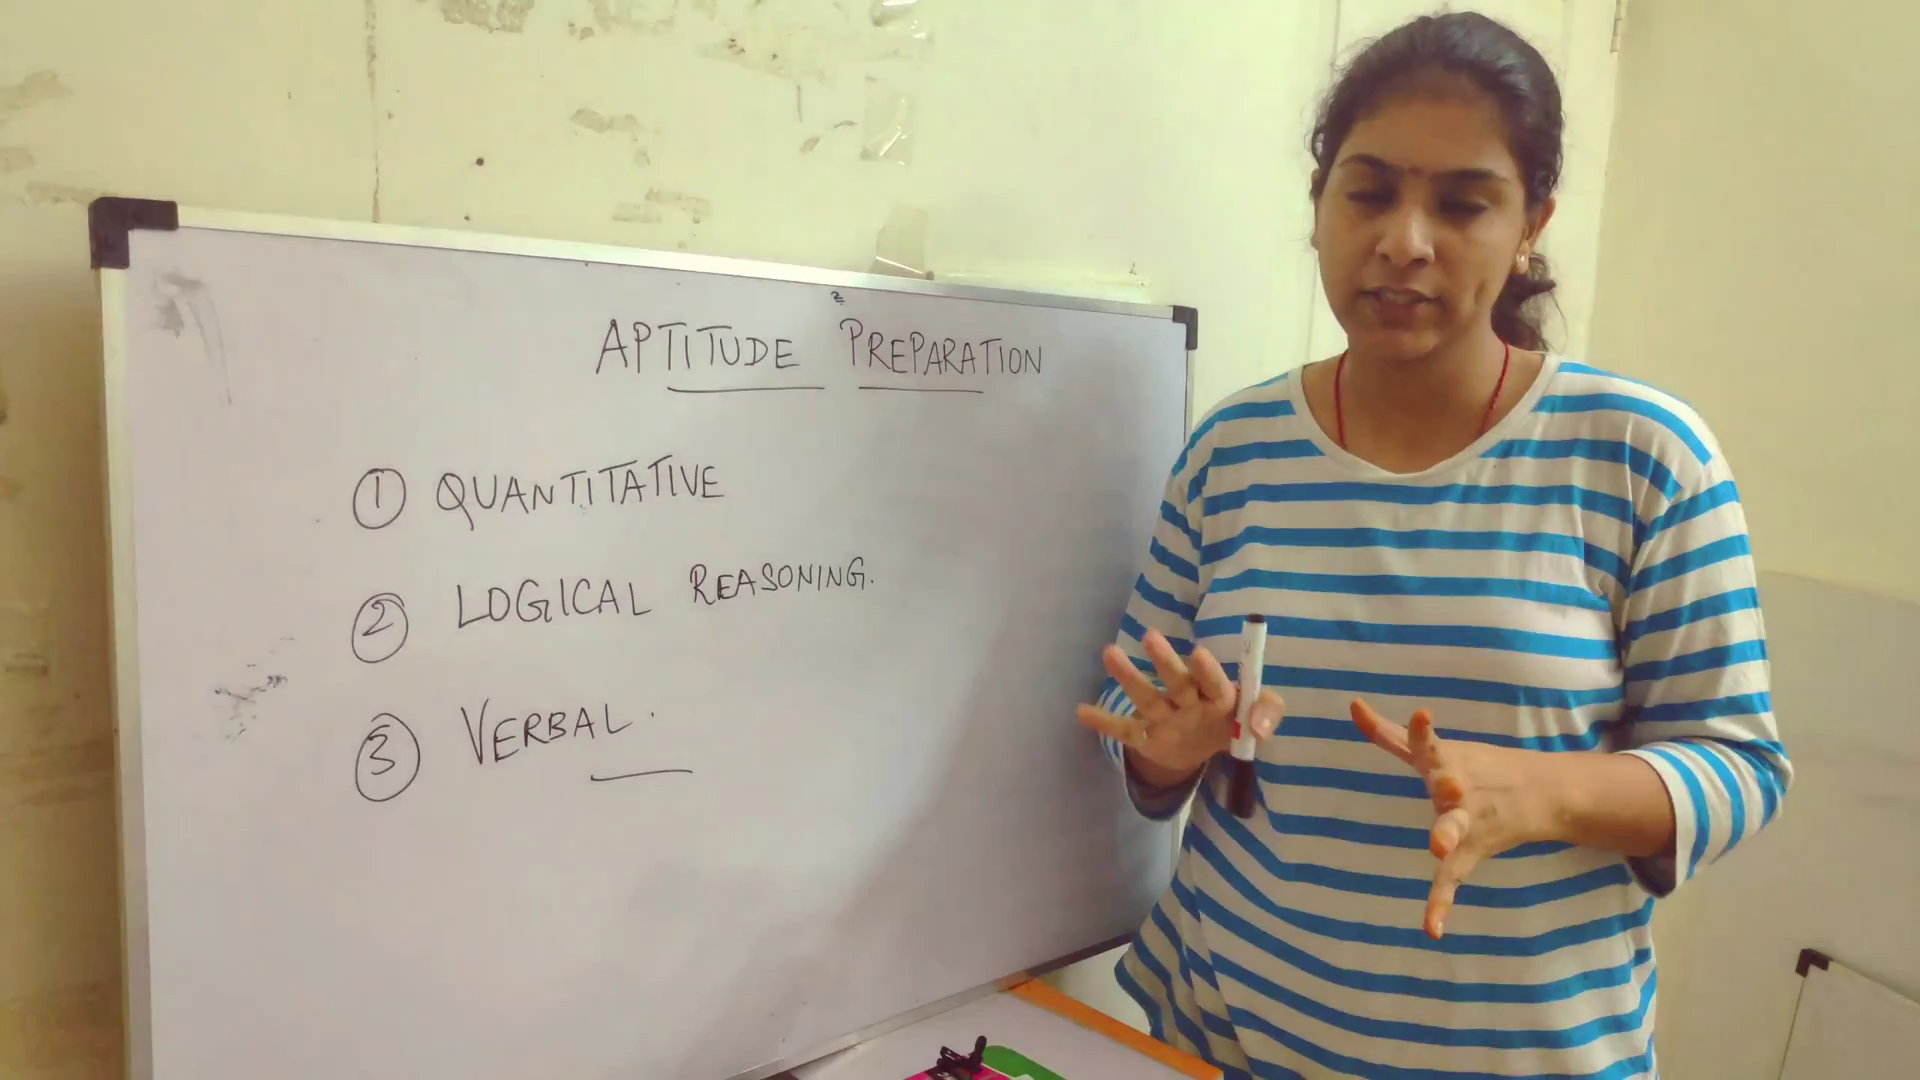 APTITUDE PREPARATION
① QUANTITATIVE
② LOGICAL REASONING.
③ VERBAL.